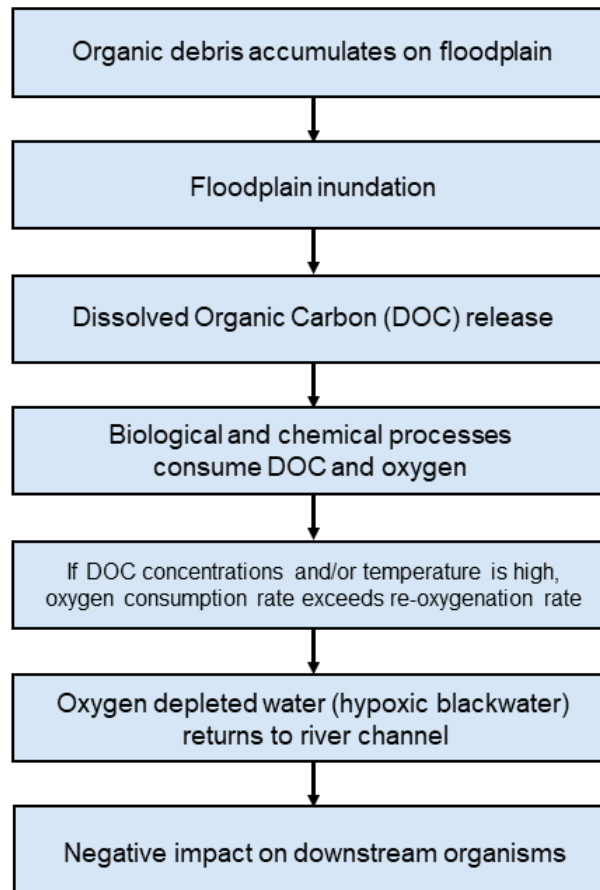 Organic debris accumulates on floodplain
Floodplain inundation
Dissolved Organic Carbon (DOC) release
Biological and chemical processes
consume DOC and oxygen
If DOC concentrations and/or temperature is high,
oxygen consumption rate exceeds re-oxygenation rate
Oxygen depleted water (hypoxic blackwater)
returns to river channel
Negative impact on downstream organisms